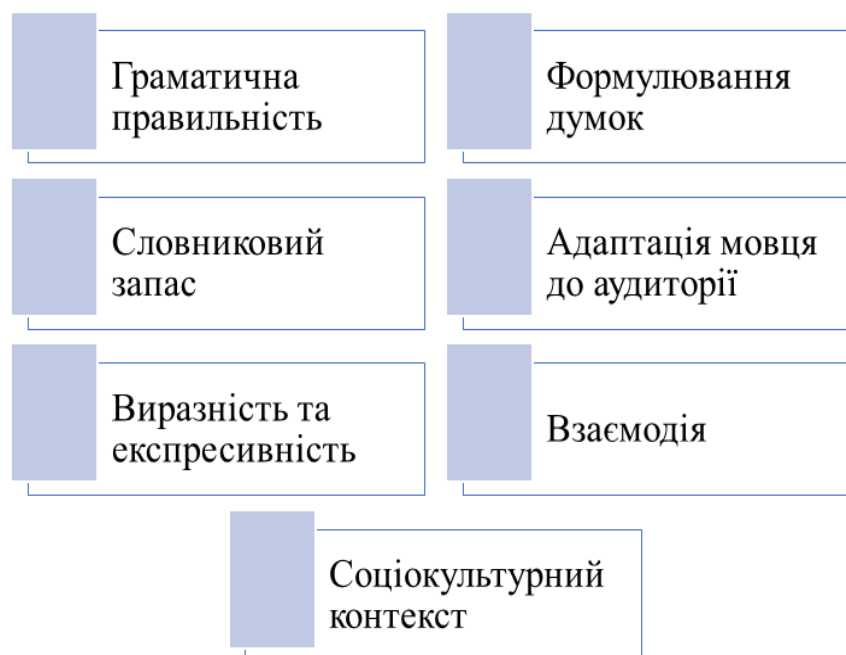 Граматична
правильність
Формулювання
думок
Словниковий
запас
Адаптація мовця
до аудиторії
Виразність та
експресивність
Взаємодія
Соціокультурний
контекст